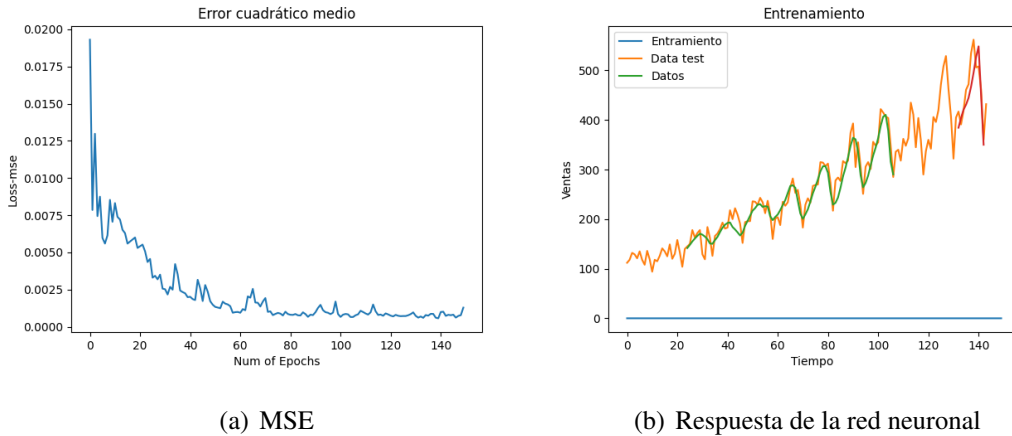 Error cuadrático medio
0.0200
0.0175
0.0150
0.0125
0.0100
0.0075
0.0050
0.0025
0.0000
Loss-mse
0 20 40 60 80 100 120 140
Num of Epochs
(a) MSE
Entrenamiento
Entramiento
Data test
Datos
500
400
300
200
100
0
Ventas
0 20 40 60 80 100 120 140
Tiempo
(b) Respuesta de la red neuronal